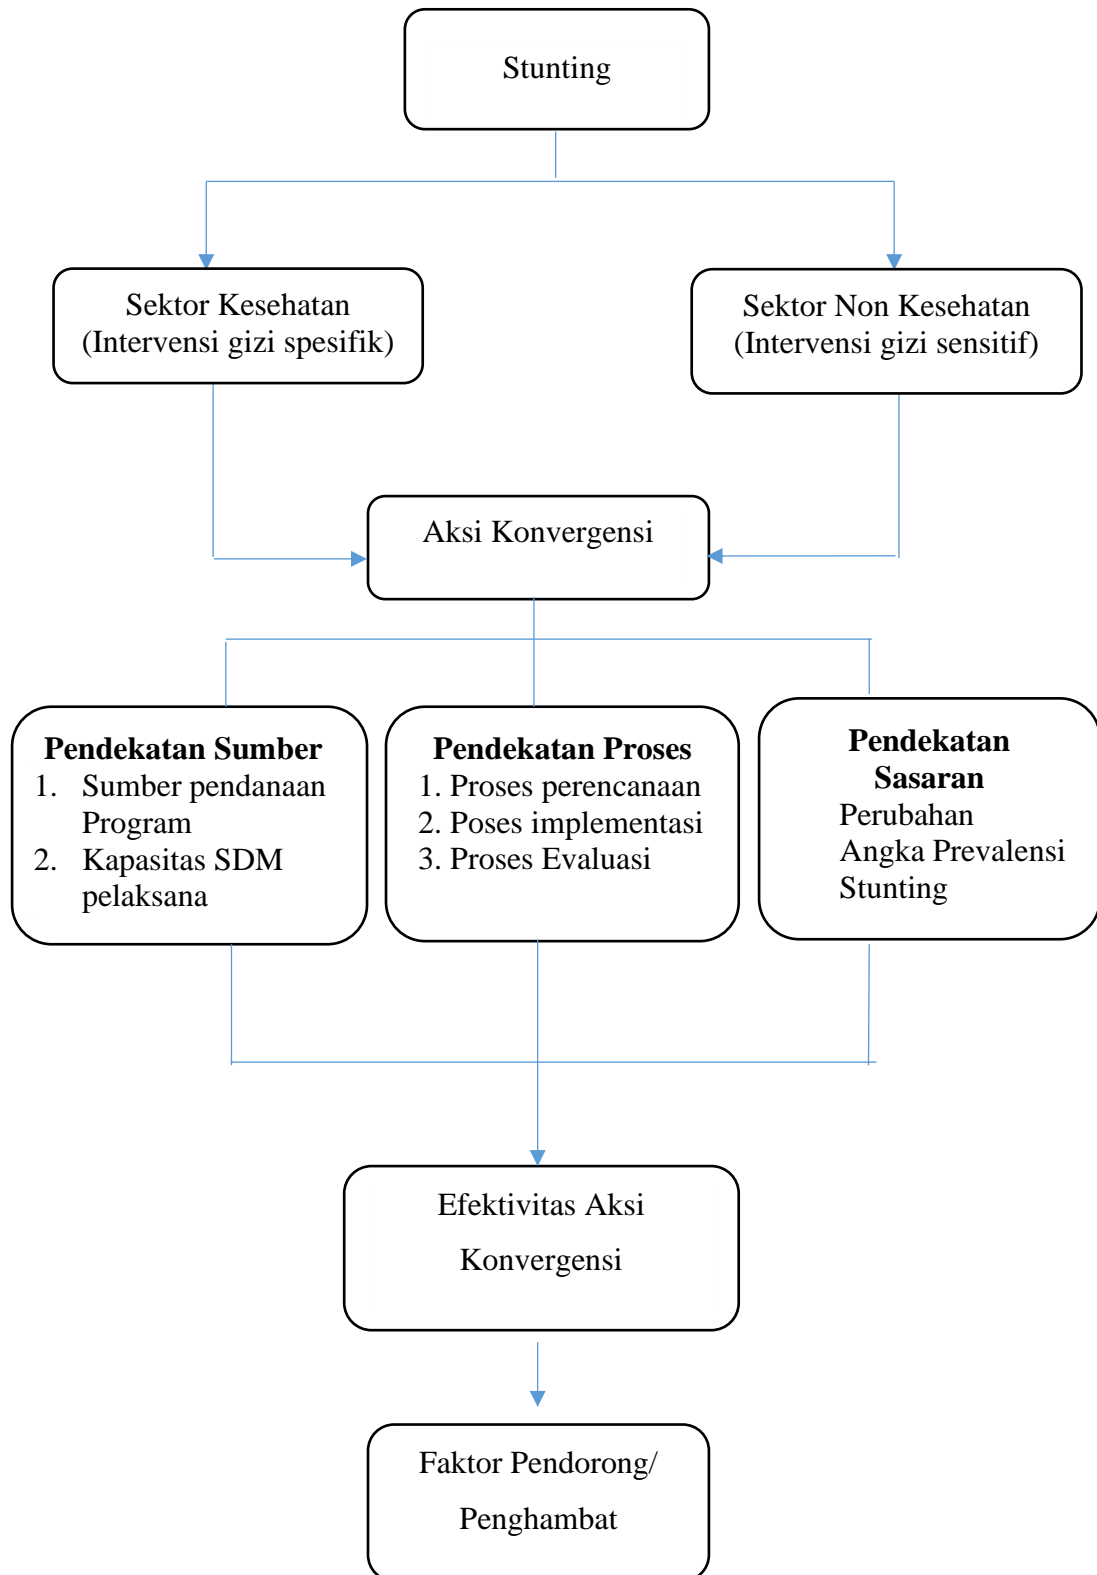 Stunting
Sektor Kesehatan
(Intervensi gizi spesifik)
Sektor Non Kesehatan
(Intervensi gizi sensitif)
Aksi Konvergensi
Pendekatan Sumber
1. Sumber pendanaan
Program
2. Kapasitas SDM
pelaksana
Pendekatan Proses
1. Proses perencanaan
2. Poses implementasi
3. Proses Evaluasi
Pendekatan
Sasaran
Perubahan
Angka Prevalensi
Stunting
Efektivitas Aksi
Konvergensi
Faktor Pendorong/
Penghambat